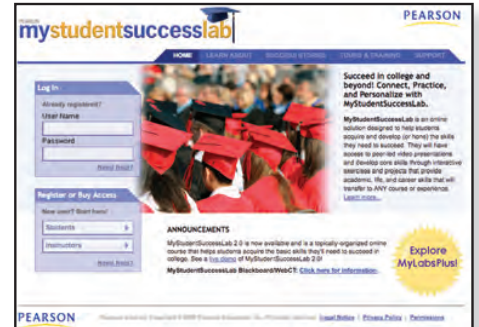 PEARSON
mystudentsuccesslab
HOME LEARN ABOUT SUCCESS STORIES TOURS & TRAINING SUPPORT
Log In
Already registered?
User Name
Password
Need help?
Register or Buy Access
New user? Start here!
Students
Instructors
Need help?
Succeed in college and
beyond! Connect, Practice,
and Personalize with
MyStudentSuccessLab.
MyStudentSuccessLab is an online
solution designed to help students
acquire and develop (or hone) the skills
they need to succeed. They will have
access to peer-led video presentations
and develop core skills through interactive
exercises and projects that provide
academic, life, and career skills that will
transfer to ANY course or experience.
Learn more...
ANNOUNCEMENTS
MyStudentSuccessLab 2.0 is now available and is a topically-organized online
course that helps students acquire the basic skills they'll need to succeed in
college. See a live demo of MyStudentSuccessLab 2.0!
MyStudentSuccessLab Blackboard/WebCT: Click here for information.
Explore
MyLabsPlus!
PEARSON
Legal Notice | Privacy Policy | Permissions